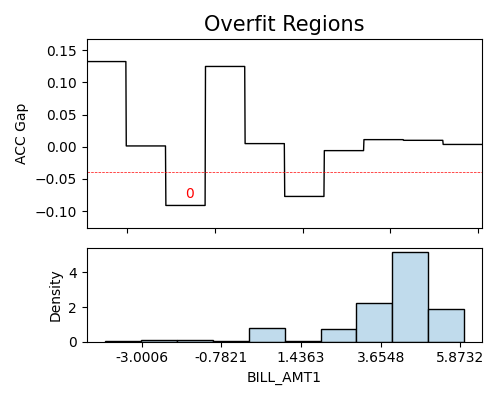 Overfit Regions
ACC Gap
0.15
0.10
0.05
0.00
−0.05
−0.10
0
Density
4
2
0
-3.0006 -0.7821 1.4363 3.6548 5.8732
BILL_AMT1